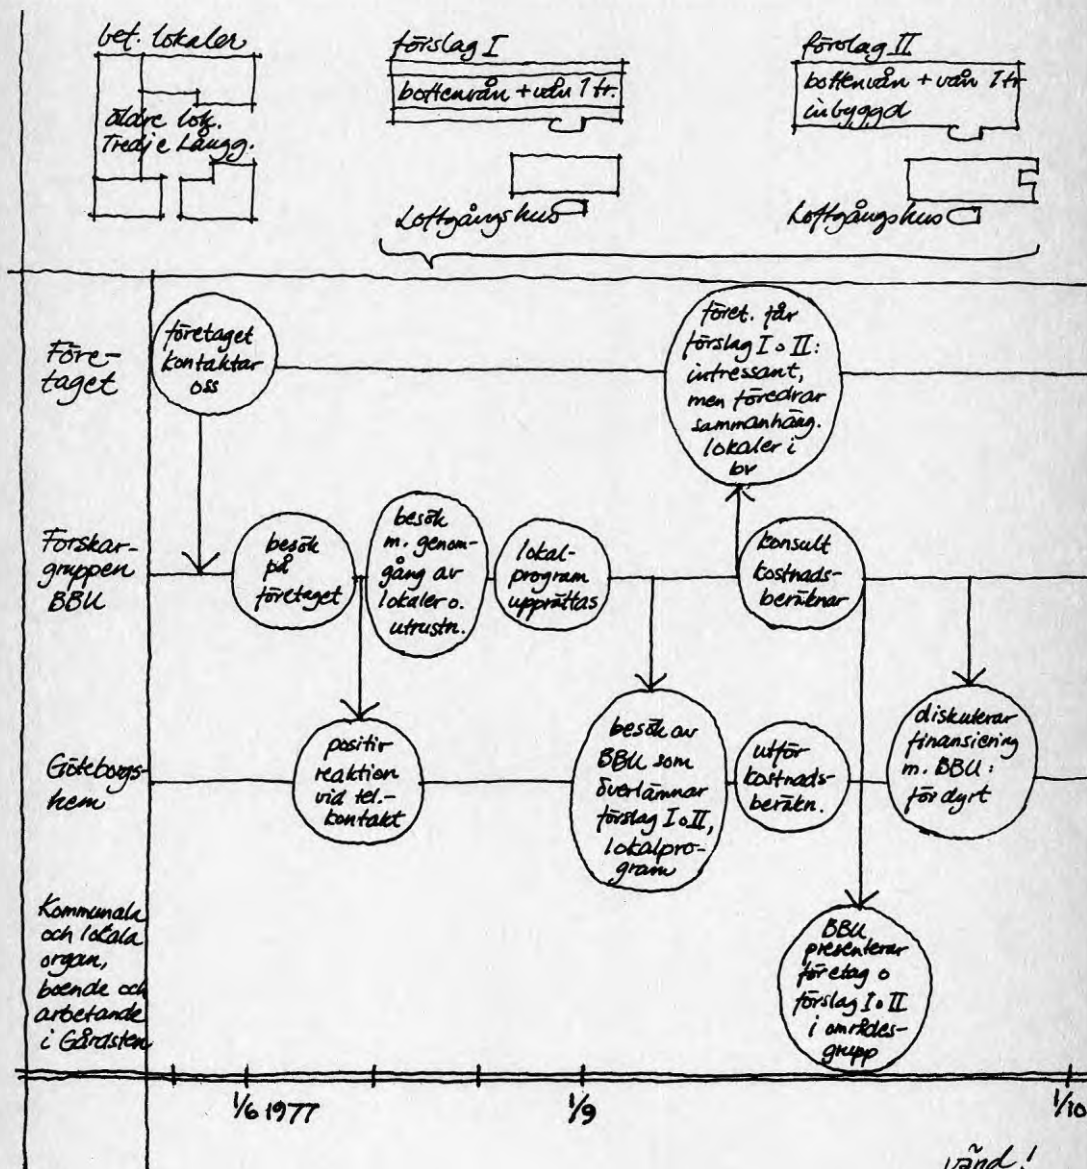 bef. lokaler
äldre lok.
Tredje Långg.
förslag I
bottenvån + vån 1 tr.
Loftgångshus
förslag II
bottenvån + vån 1 tr
inbyggd
Loftgångshus
Före-
taget
företaget
kontaktar
oss
föret. får
förslag I o II:
intressant,
men föredrar
sammanhäng.
lokaler i
bv
Forskar-
gruppen
BBU
besök
på
företaget
besök
m. genom-
gång av
lokaler o.
utrustn.
lokal-
program
upprättas
konsult
kostnads-
beräknar
Göteborgs-
hem
positiv
reaktion
vid tel.-
kontakt
besök av
BBU som
överlämnar
förslag I o II,
lokalpro-
gram
utför
kostnads-
beräkn.
diskuterar
finansiering
m. BBU:
för dyrt
Kommunala
och lokala
organ,
boende och
arbetande
i Gårdsten
BBU
presenterar
företag o
förslag I o II
i områdes-
grupp
1/6 1977
1/9
1/10
vänd!